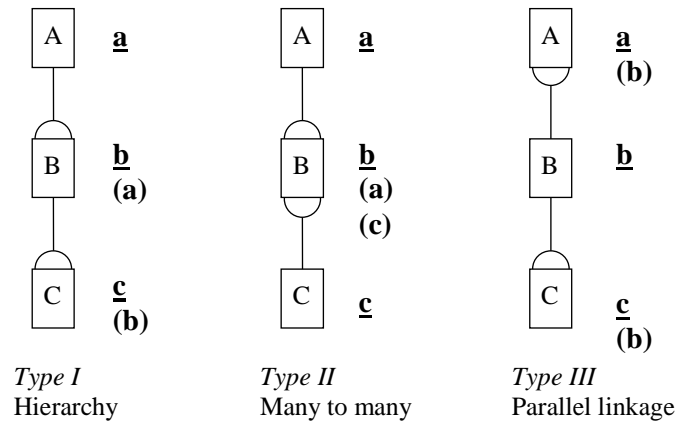 A
a
B
b
(a)
C
c
(b)
Type I
Hierarchy
A
a
B
b
(a)
(c)
C
c
Type II
Many to many
A
a
(b)
B
b
C
c
(b)
Type III
Parallel linkage